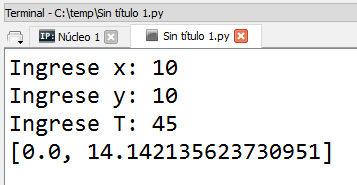 Terminal - C:\temp\Sin título 1.py
IP: Núcleo 1
Sin título 1.py
Ingrese x: 10
Ingrese y: 10
Ingrese T: 45
[0.0, 14.142135623730951]